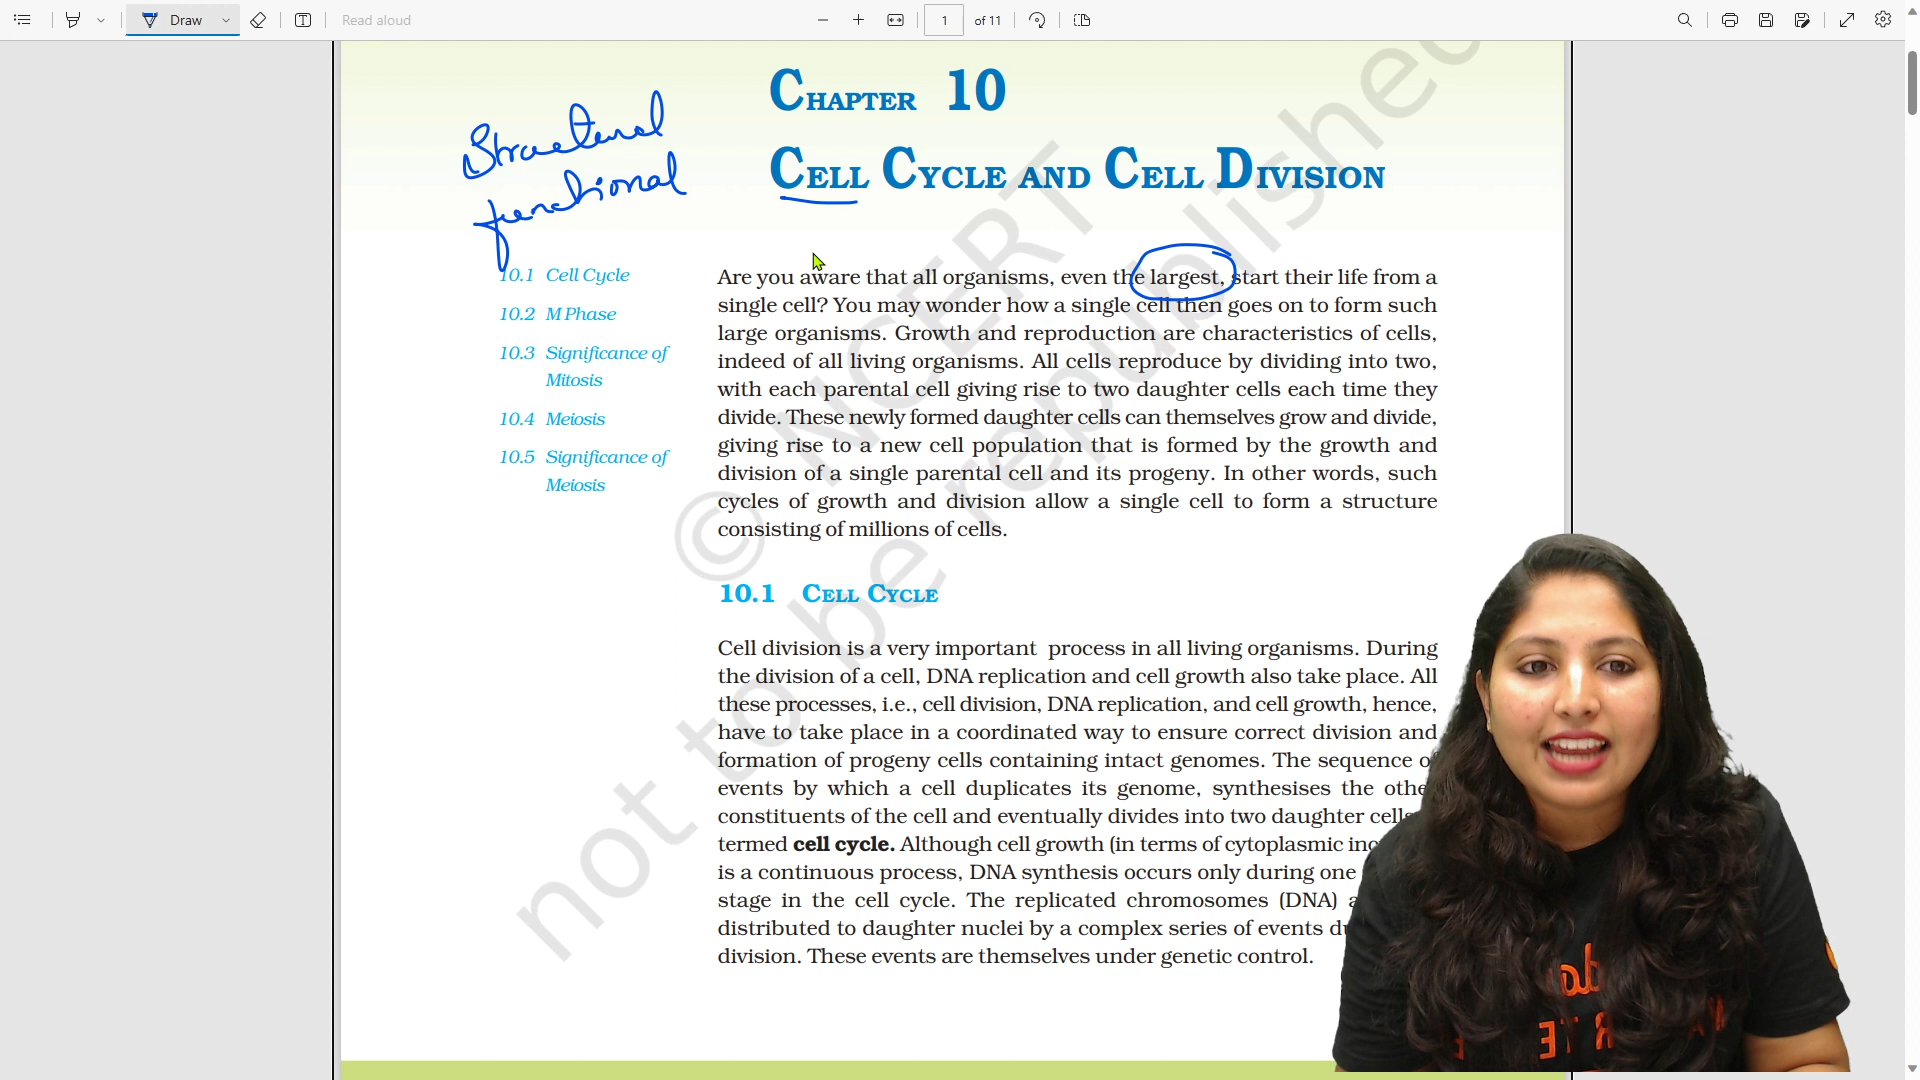 Draw
Read aloud
1 of 11
CHAPTER 10
CELL CYCLE AND CELL DIVISION
Structural
functional
10.1 Cell Cycle
10.2 M Phase
10.3 Significance of
Mitosis
10.4 Meiosis
10.5 Significance of
Meiosis
Are you aware that all organisms, even the largest, start their life from a
single cell? You may wonder how a single cell then goes on to form such
large organisms. Growth and reproduction are characteristics of cells,
indeed of all living organisms. All cells reproduce by dividing into two,
with each parental cell giving rise to two daughter cells each time they
divide. These newly formed daughter cells can themselves grow and divide,
giving rise to a new cell population that is formed by the growth and
division of a single parental cell and its progeny. In other words, such
cycles of growth and division allow a single cell to form a structure
consisting of millions of cells.
10.1 CELL CYCLE
Cell division is a very important process in all living organisms. During
the division of a cell, DNA replication and cell growth also take place. All
these processes, i.e., cell division, DNA replication, and cell growth, hence,
have to take place in a coordinated way to ensure correct division and
formation of progeny cells containing intact genomes. The sequence
events by which a cell duplicates its genome, synthesises the
constituents of the cell and eventually divides into two daughter cells
termed cell cycle. Although cell growth (in terms of cytoplasmic
is a continuous process, DNA synthesis occurs only during one
stage in the cell cycle. The replicated chromosomes (DNA)
distributed to daughter nuclei by a complex series of events
division. These events are themselves under genetic control.
© NCERT
not to be republished